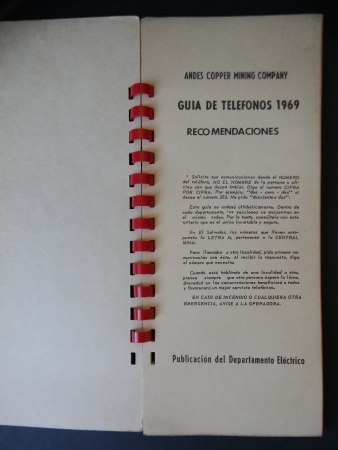 ANDES COPPER MINING COMPANY
GUIA DE TELEFONOS 1969
RECOMENDACIONES
* Solicite sus comunicaciones dando el NUMERO
del teléfono, NO EL NOMBRE de la persona u ofi-
cina con que desea hablar. Diga el número CIFRA
POR CIFRA. Por ejemplo: "dos - cero - dos" si
desea el número 202. No pida "doscientos dos".
Esta guía se ordenó alfabéticamente. Dentro de
cada departamento, las secciones se encuentran en
el mismo orden. Por lo tanto, consúltela con este
criterio que es el único invariable y seguro.
En El Salvador, los números que llevan ante-
puesto la LETRA N, pertenecen a la CENTRAL
MINA.
Para llamados a otra localidad, pida primero co-
municación con ésta. Al recibir la respuesta, diga
el número que necesita.
Cuando esté hablando de una localidad a otra,
piense siempre que otra persona espera la línea.
Brevedad en las comunicaciones beneficiará a todos
y favorecerá un mejor servicio telefónico.
EN CASO DE INCENDIO O CUALQUIERA OTRA
EMERGENCIA, AVISE A LA OPERADORA.
Publicación del Departamento Eléctrico